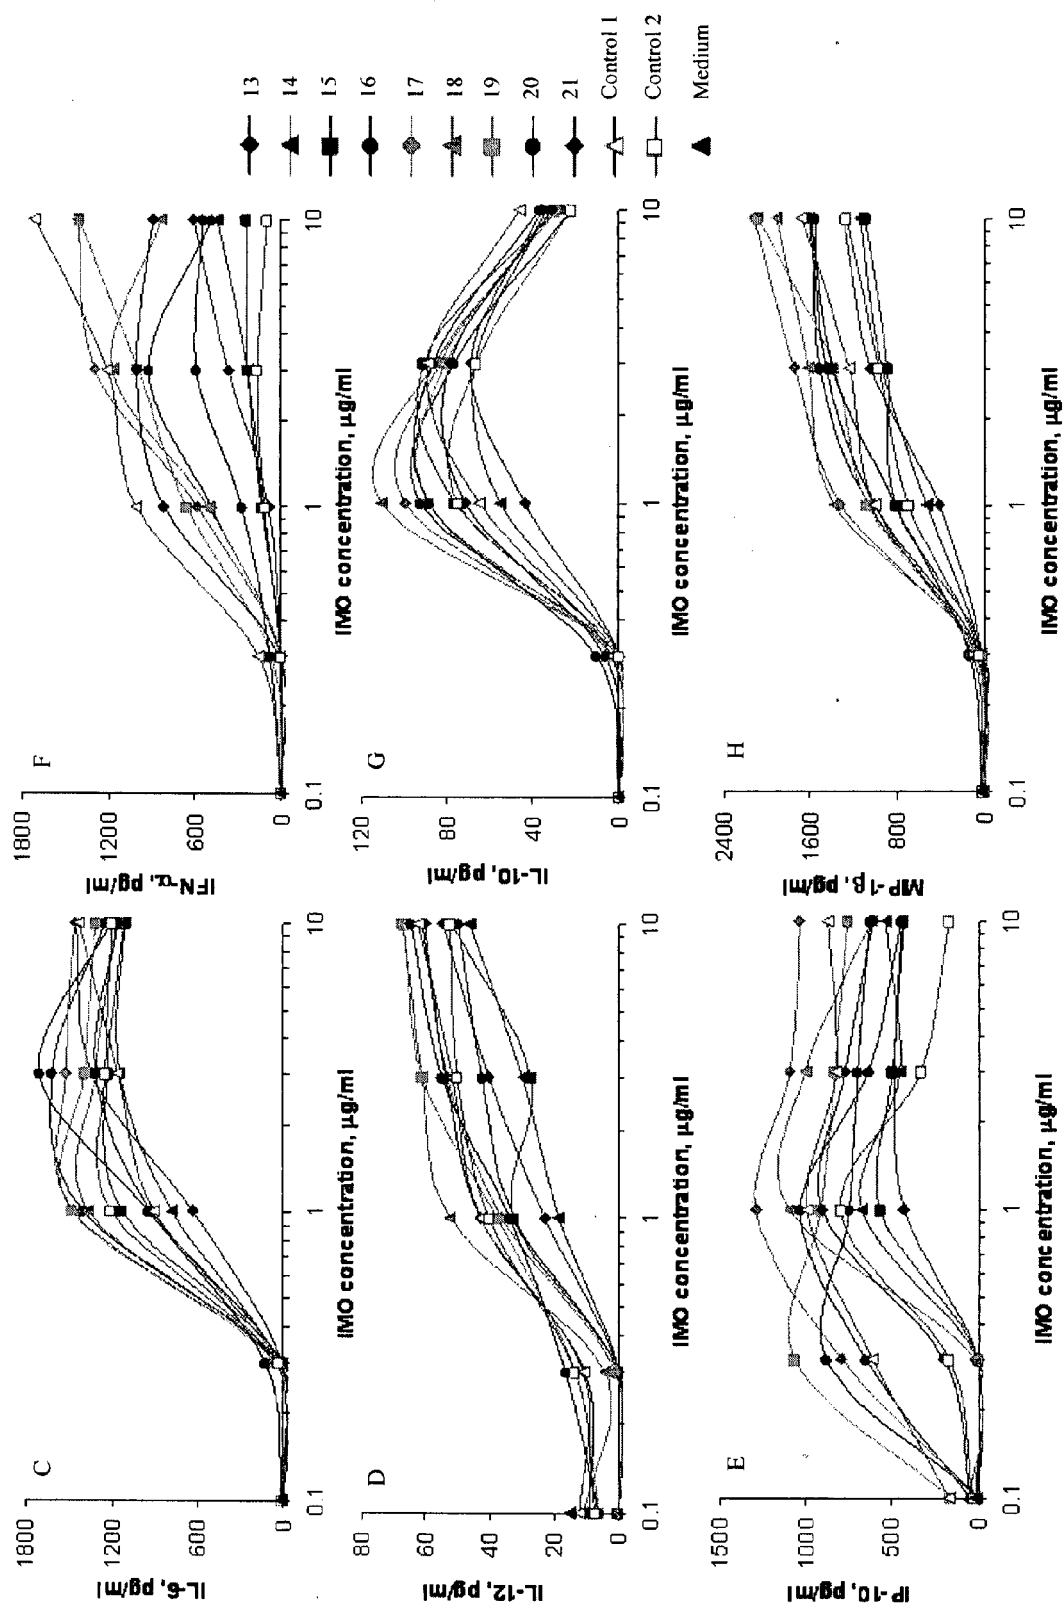 C
1800
1200
600
0
0.1
1
10
IL-6, pg/ml
IMO concentration, µg/ml
D
80
60
40
20
0
0.1
1
10
IL-12, pg/ml
IMO concentration, µg/ml
E
1500
1000
500
0
0.1
1
10
IP-10, pg/ml
IMO concentration, µg/ml
F
1800
1200
600
0
0.1
1
10
IFN-α, pg/ml
IMO concentration, µg/ml
G
120
80
40
0
0.1
1
10
IL-10, pg/ml
IMO concentration, µg/ml
H
2400
1600
800
0
0.1
1
10
MIP-1β, pg/ml
IMO concentration, µg/ml
13
14
15
16
17
18
19
20
21
Control 1
Control 2
Medium